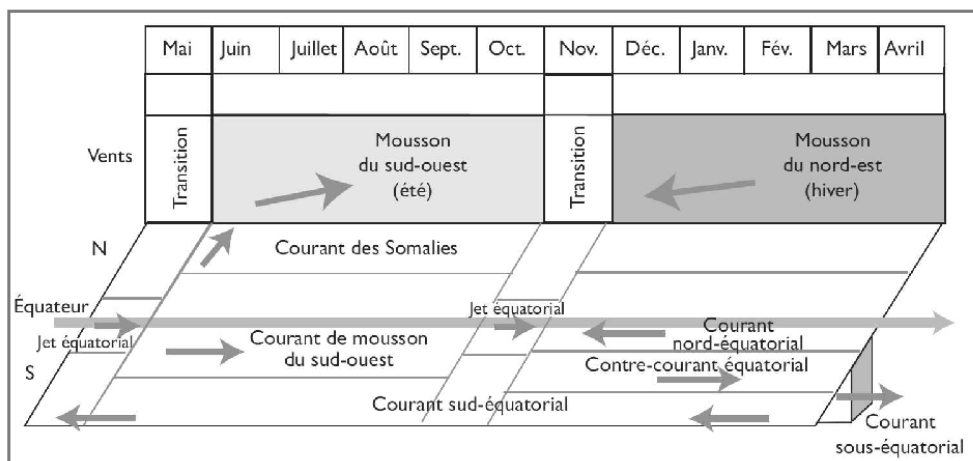 Mai Juin Juillet Août Sept. Oct. Nov. Déc. Janv. Fév. Mars Avril
Vents
Transition
Mousson
du sud-ouest
(été)
Transition
Mousson
du nord-est
(hiver)
N
Courant des Somalies
Équateur
Jet équatorial
Jet équatorial
S
Courant de mousson
du sud-ouest
Courant
nord-équatorial
Contre-courant équatorial
Courant sud-équatorial
Courant
sous-équatorial